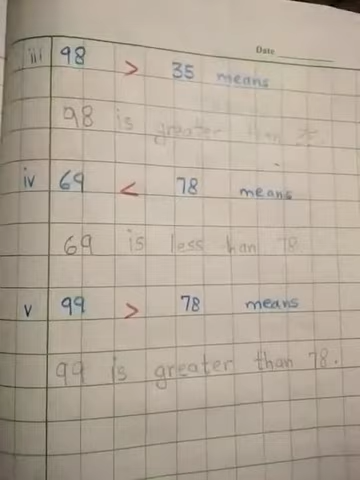 Date
iii 98 > 35 means
98 is greater than 35.
iv 69 < 78 means
69 is less than 78
v 99 > 78 means
99 is greater than 78.